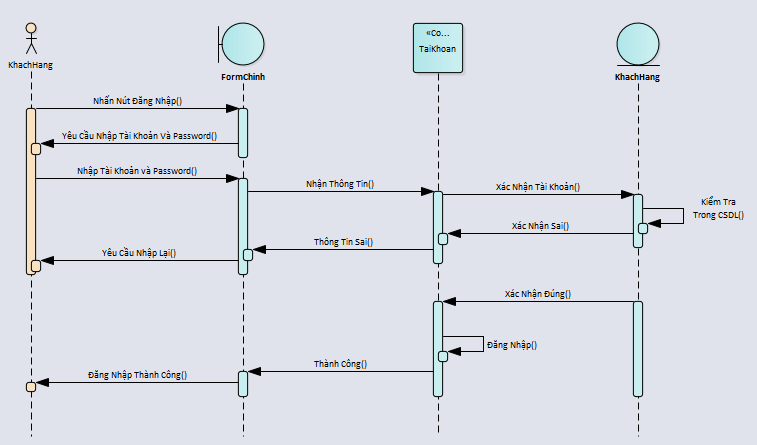 «Co...
TaiKhoan
KhachHang
FormChinh
KhachHang
Nhấn Nút Đăng Nhập()
Yêu Cầu Nhập Tài Khoản Và Password()
Nhập Tài Khoản và Password()
Nhận Thông Tin()
Xác Nhận Tài Khoản()
Kiểm Tra
Trong CSDL()
Xác Nhận Sai()
Thông Tin Sai()
Yêu Cầu Nhập Lại()
Xác Nhận Đúng()
Đăng Nhập()
Thành Công()
Đăng Nhập Thành Công()